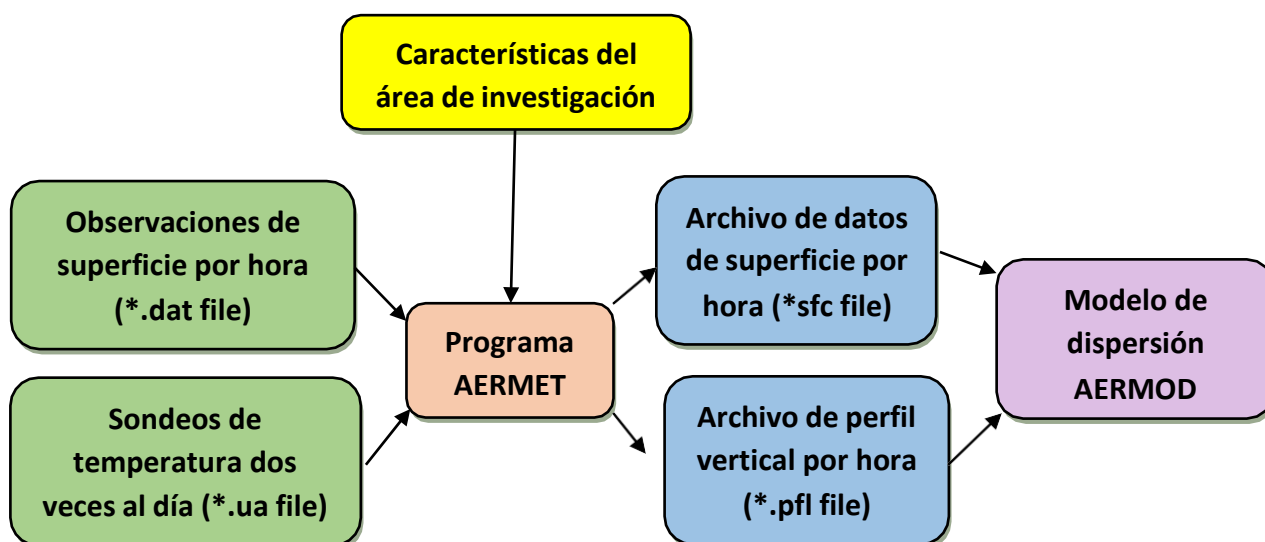 Características del
área de investigación
Observaciones de
superficie por hora
(*.dat file)
Sondeos de
temperatura dos
veces al día (*.ua file)
Programa
AERMET
Archivo de datos
de superficie por
hora (*sfc file)
Archivo de perfil
vertical por hora
(*.pfl file)
Modelo de
dispersión
AERMOD